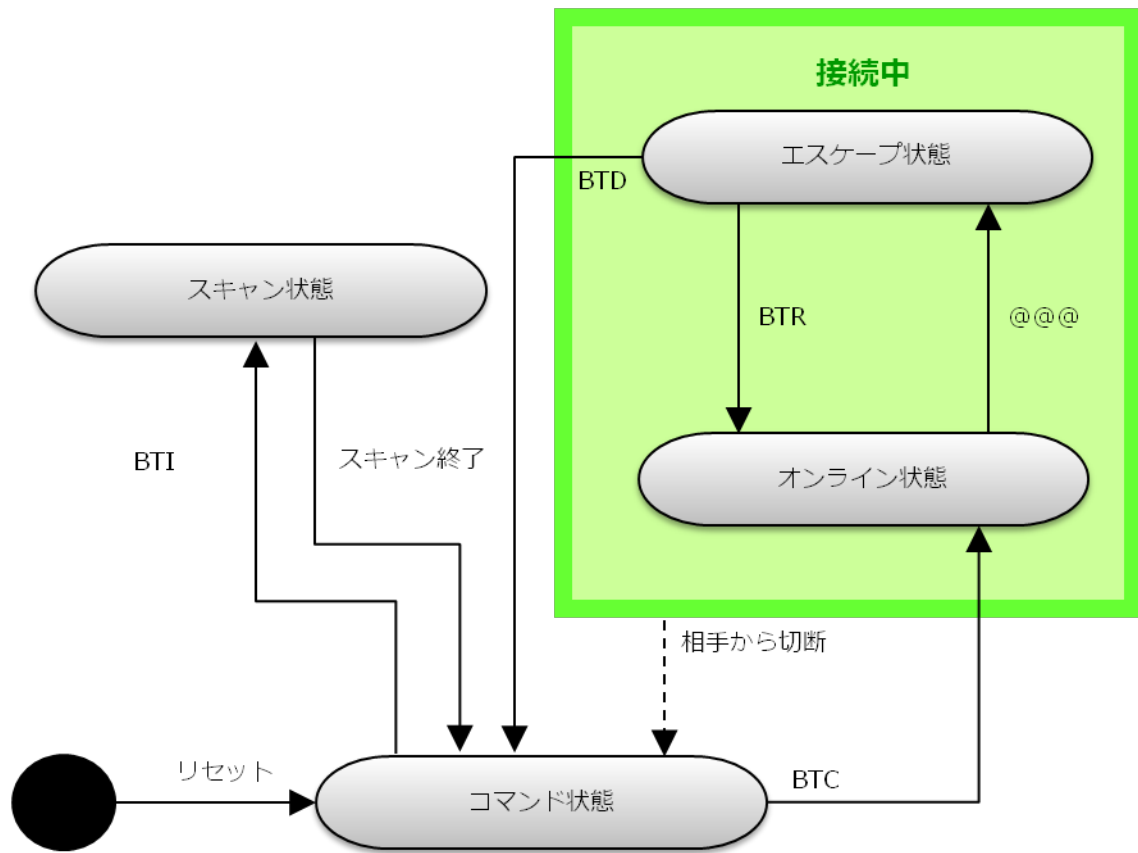 接続中
エスケープ状態
BTD
スキャン状態
BTR
@@@
BTI
スキャン終了
オンライン状態
相手から切断
リセット
コマンド状態
BTC